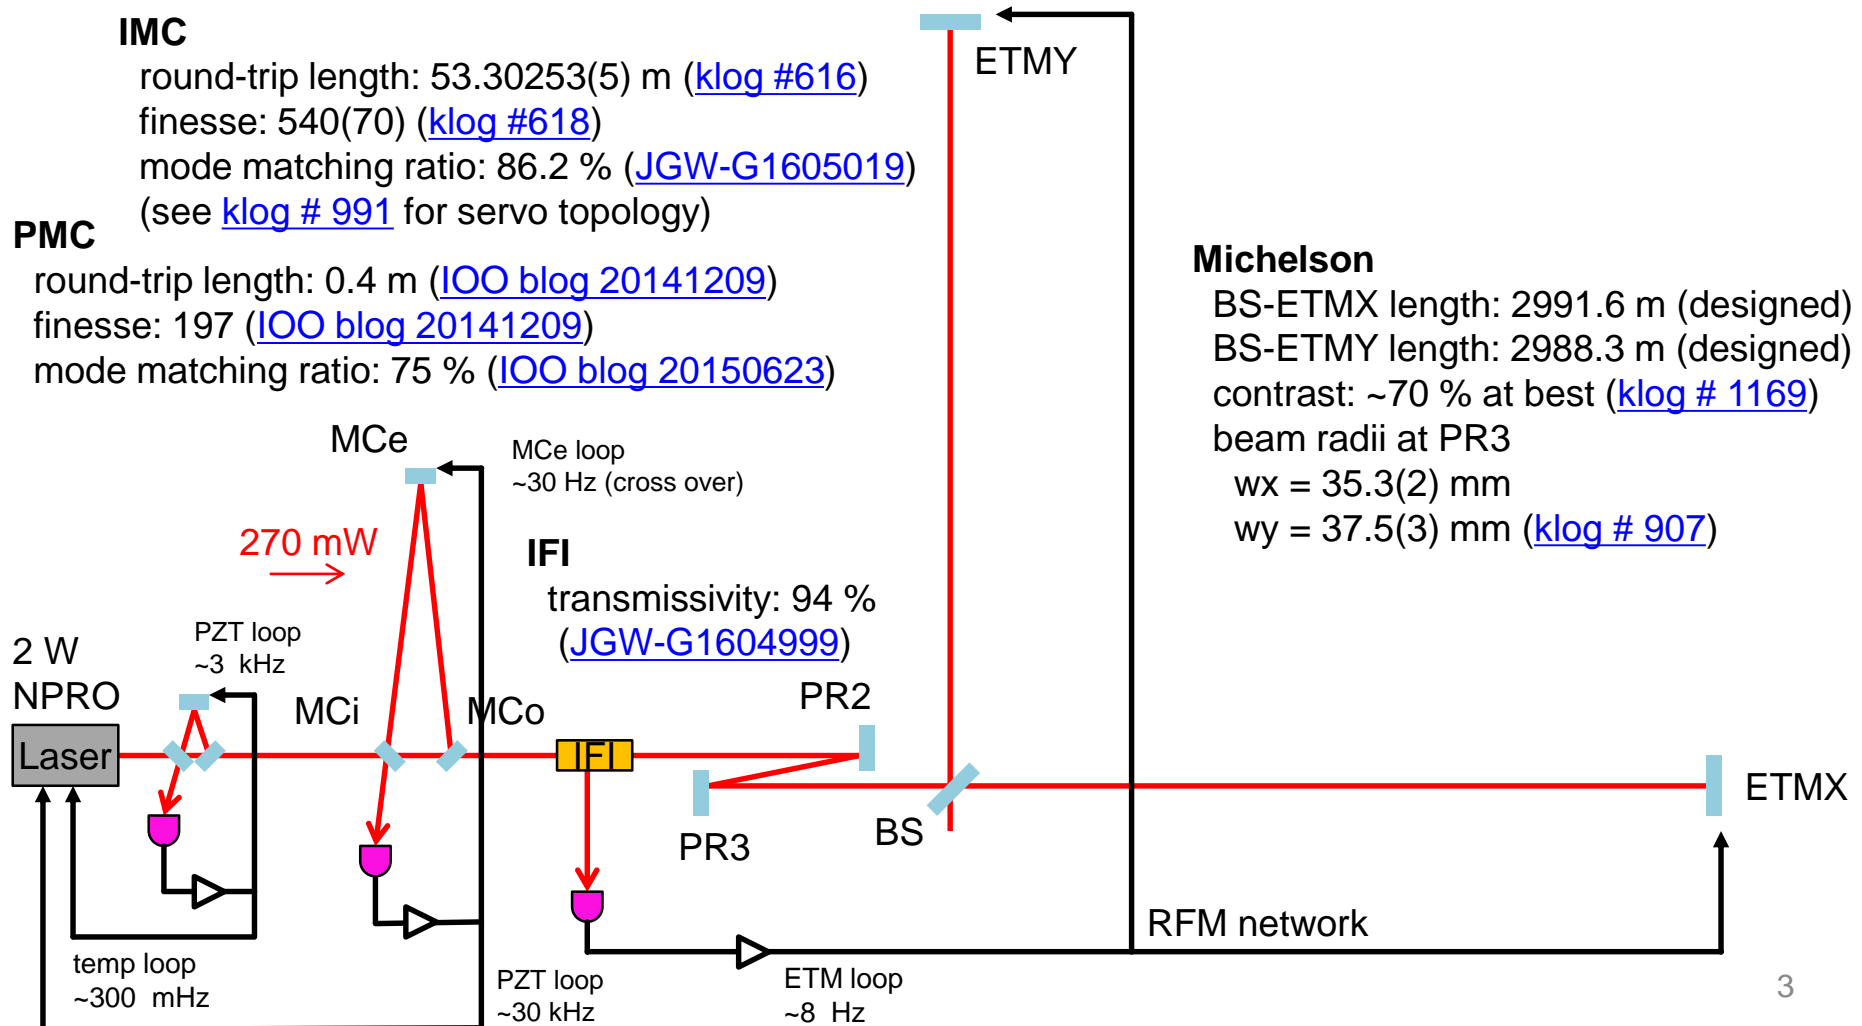 IMC
round-trip length: 53.30253(5) m (klog #616)
finesse: 540(70) (klog #618)
mode matching ratio: 86.2 % (JGW-G1605019)
(see klog # 991 for servo topology)
PMC
round-trip length: 0.4 m (IOO blog 20141209)
finesse: 197 (IOO blog 20141209)
mode matching ratio: 75 % (IOO blog 20150623)
ETMY
Michelson
BS-ETMX length: 2991.6 m (designed)
BS-ETMY length: 2988.3 m (designed)
contrast: ~70 % at best (klog # 1169)
beam radii at PR3
wx = 35.3(2) mm
wy = 37.5(3) mm (klog # 907)
MCe
MCe loop
~30 Hz (cross over)
270 mW
IFI
transmissivity: 94 %
(JGW-G1604999)
PZT loop
~3 kHz
2 W
NPRO
Laser
MCi
MCo
IFI
PR2
PR3
BS
ETMX
RFM network
temp loop
~300 mHz
PZT loop
~30 kHz
ETM loop
~8 Hz
3